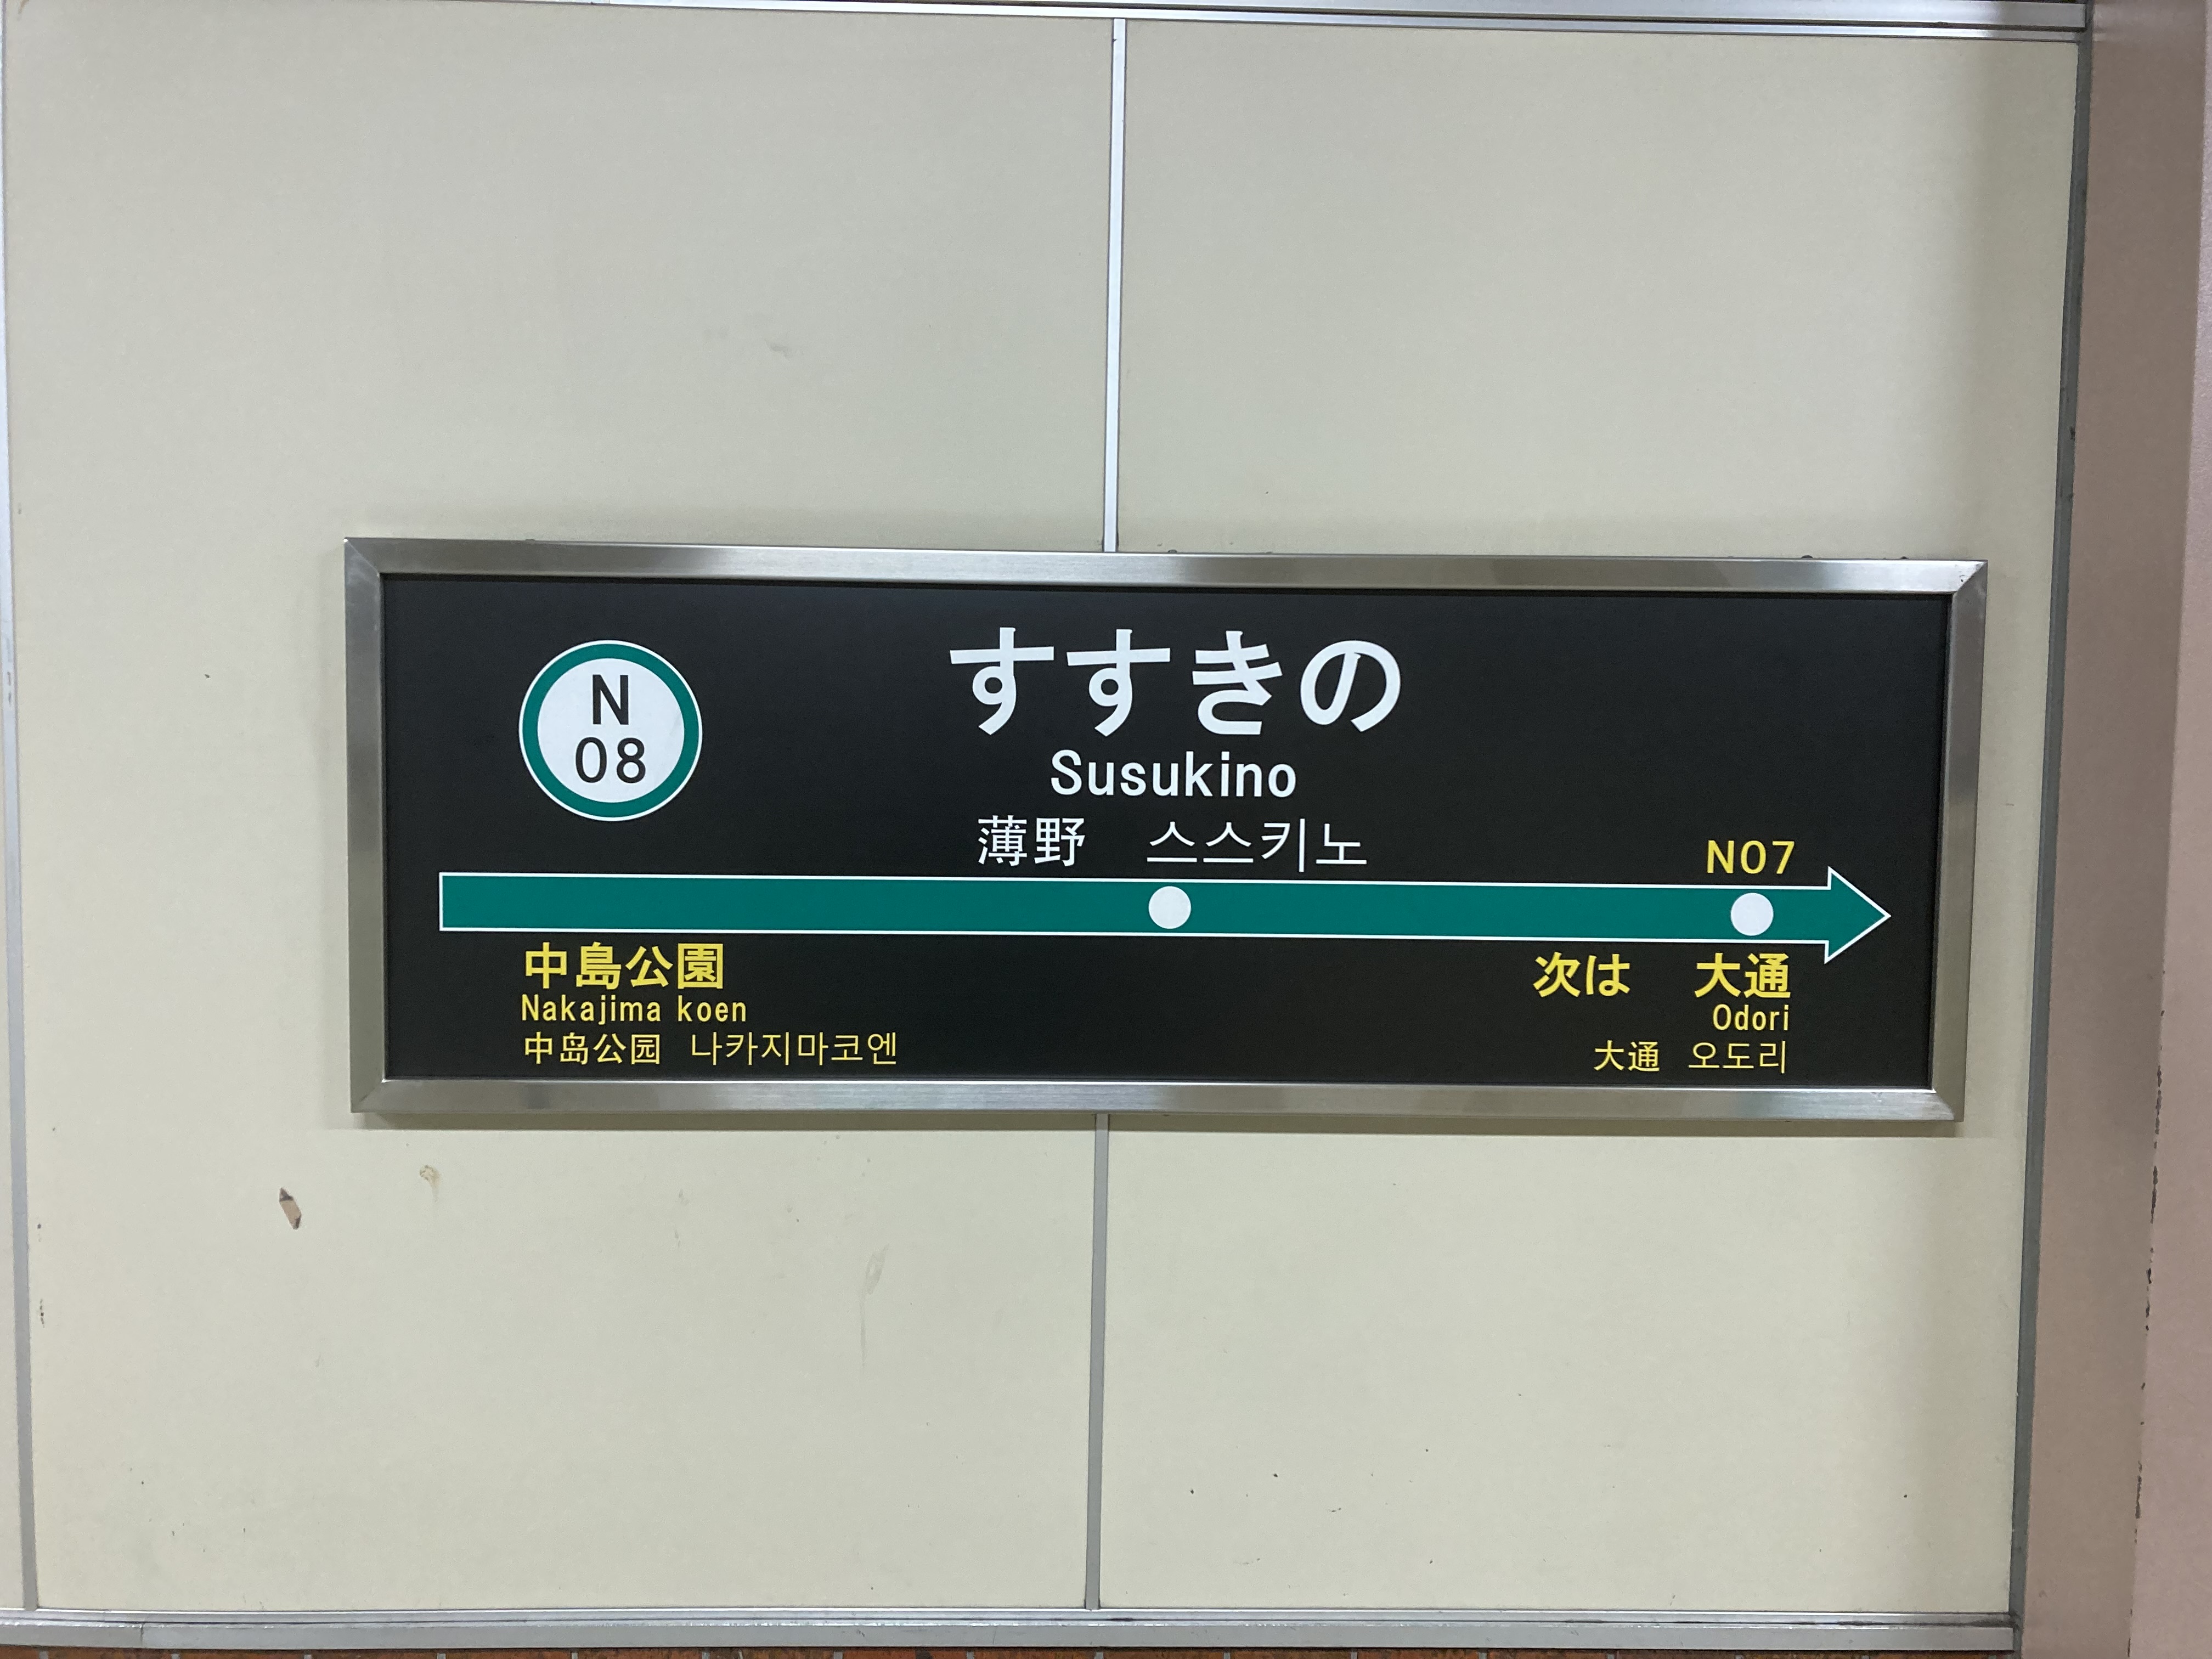 N
08
すすきの
Susukino
薄野 스스키노
N07
中島公園
Nakajima koen
中岛公园 나카지마코엔
次は 大通
Odori
大通 오도리